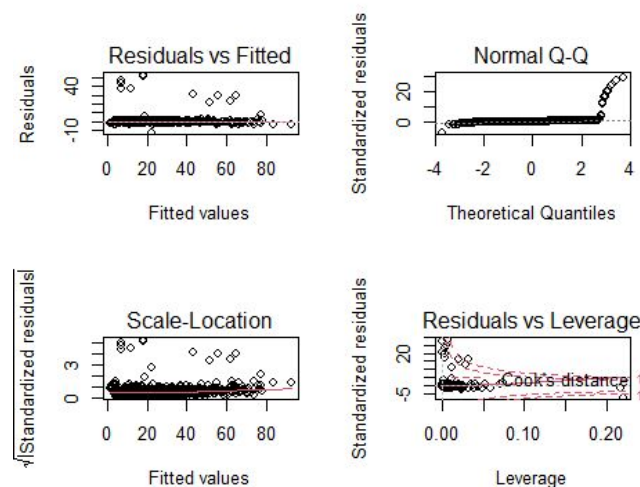 Residuals vs Fitted
Residuals
40
-10
0 20 40 60 80
Fitted values
Normal Q-Q
Standardized residuals
20
0
-4 -2 0 2 4
Theoretical Quantiles
Scale-Location
√|Standardized residuals|
3
0
0 20 40 60 80
Fitted values
Residuals vs Leverage
Standardized residuals
20
-5
Cook's distance
0.00 0.10 0.20
Leverage